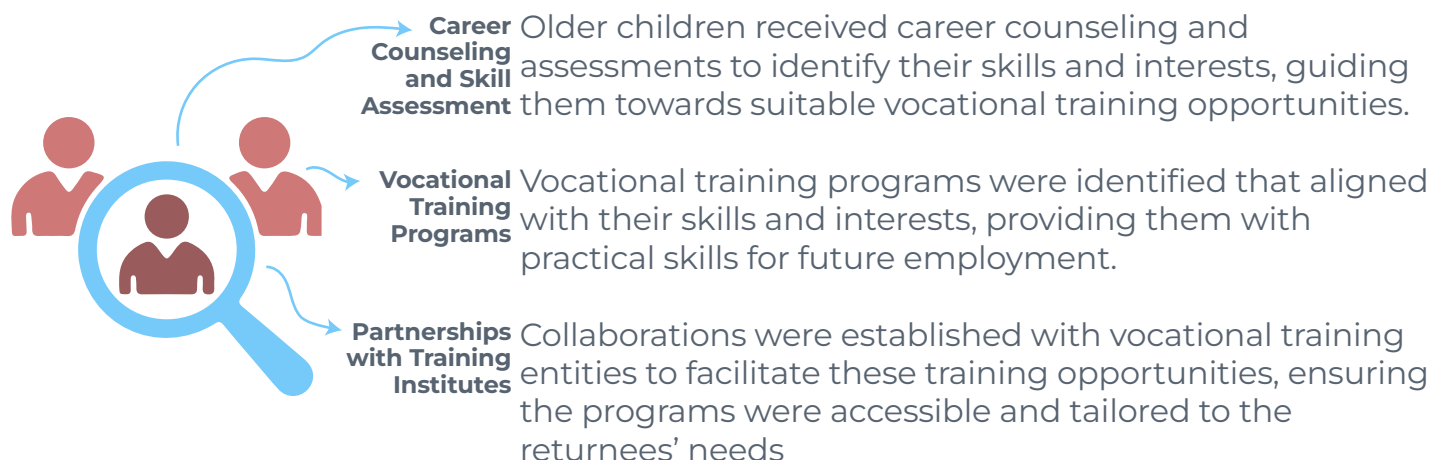 Career
Counseling
and Skill
Assessment
Older children received career counseling and
assessments to identify their skills and interests, guiding
them towards suitable vocational training opportunities.
Vocational
Training
Programs
Vocational training programs were identified that aligned
with their skills and interests, providing them with
practical skills for future employment.
Partnerships
with Training
Institutes
Collaborations were established with vocational training
entities to facilitate these training opportunities, ensuring
the programs were accessible and tailored to the
returnees’ needs